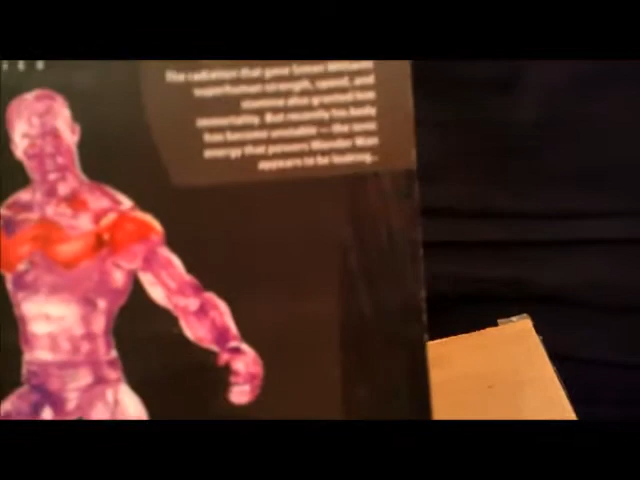 The radiation that gave Simon Williams
superhuman strength, speed, and
stamina also granted him
immortality. But recently his body
has become unstable — the ionic
energy that powers Wonder Man
appears to be leaking...